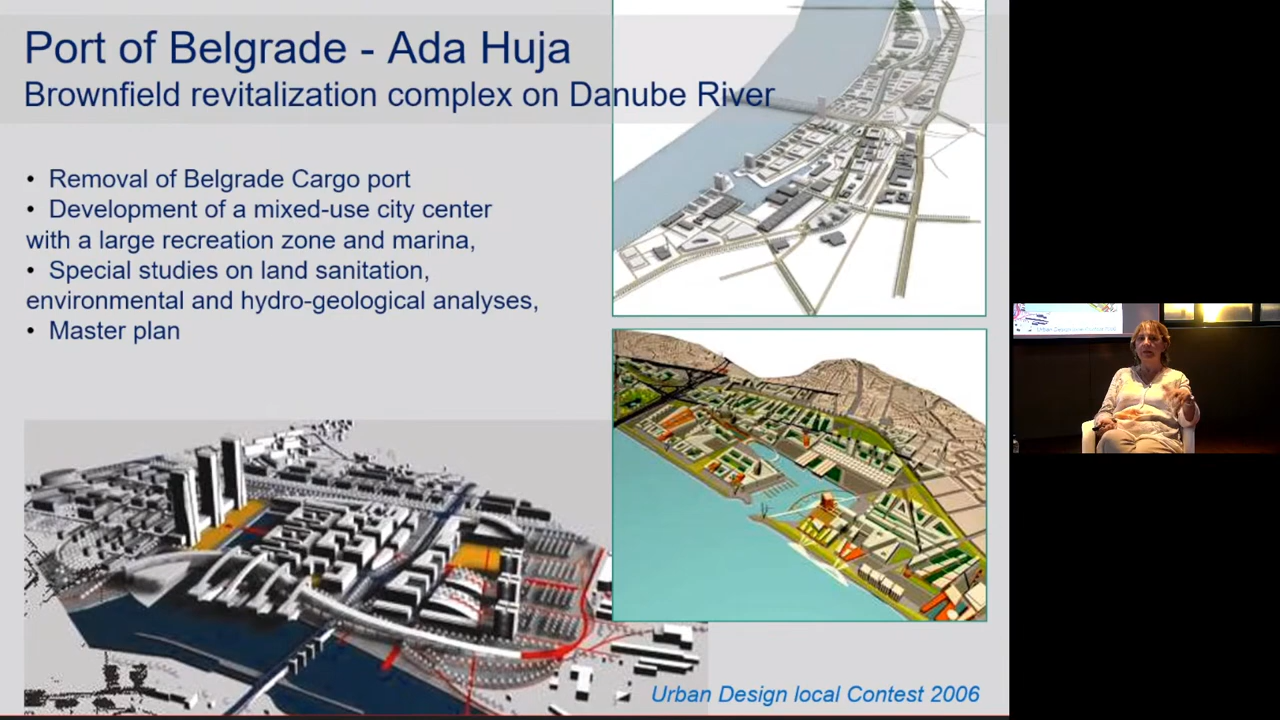 Port of Belgrade - Ada Huja
Brownfield revitalization complex on Danube River
• Removal of Belgrade Cargo port
• Development of a mixed-use city center
with a large recreation zone and marina,
• Special studies on land sanitation,
environmental and hydro-geological analyses,
• Master plan
Urban Design local Contest 2006